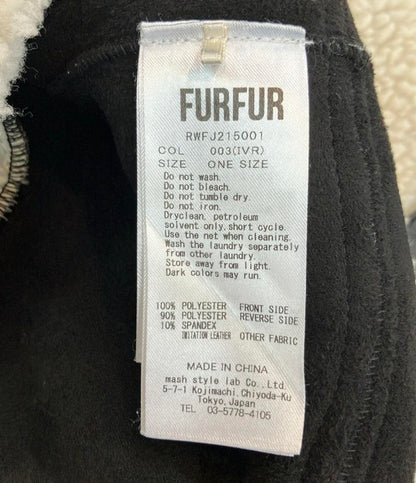 FURFUR
RWFJ215001
COL 003(IVR)
SIZE ONE SIZE
Do not wash.
Do not bleach.
Do not tumble dry.
Do not iron.
Dryclean, petroleum
solvent only,short cycle.
Use the net when cleaning.
Wash the laundry separately
from other laundry.
Store away from light.
Dark colors may run.
100% POLYESTER FRONT SIDE
90% POLYESTER REVERSE SIDE
10% SPANDEX
IMITATION LEATHER OTHER FABRIC
MADE IN CHINA
mash style lab Co.,Ltd.
5-7-1 Kojimachi,Chiyoda-Ku
Tokyo,Japan
TEL 03-5778-4105